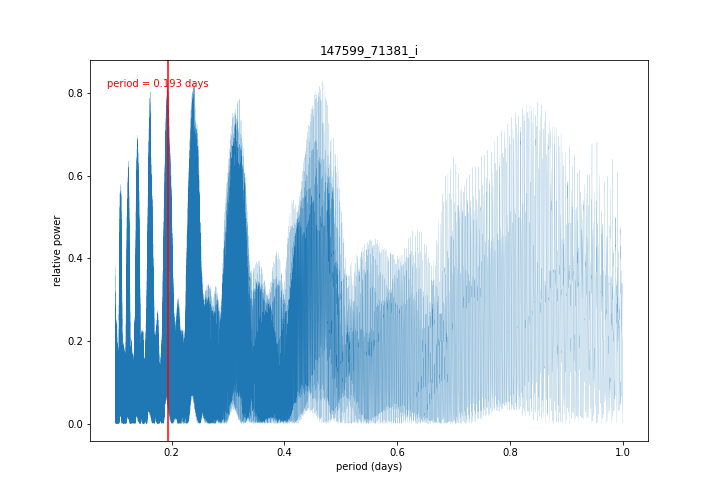 147599_71381_i
period = 0.193 days
0.8
0.6
0.4
0.2
0.0
relative power
0.2 0.4 0.6 0.8 1.0
period (days)